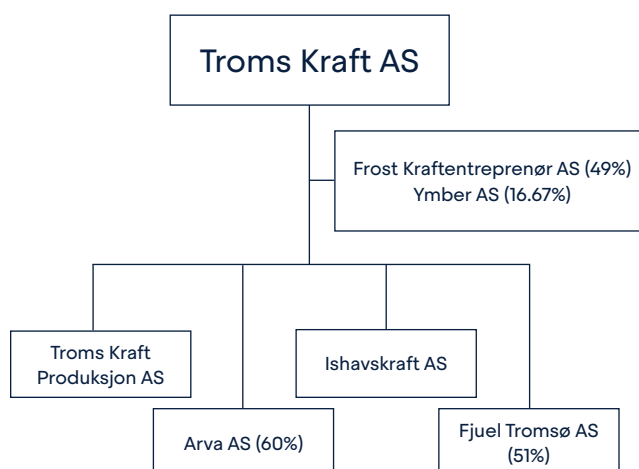 Troms Kraft AS
Frost Kraftentreprenør AS (49%)
Ymber AS (16.67%)
Troms Kraft
Produksjon AS
Ishavskraft AS
Arva AS (60%)
Fjuel Tromsø AS
(51%)